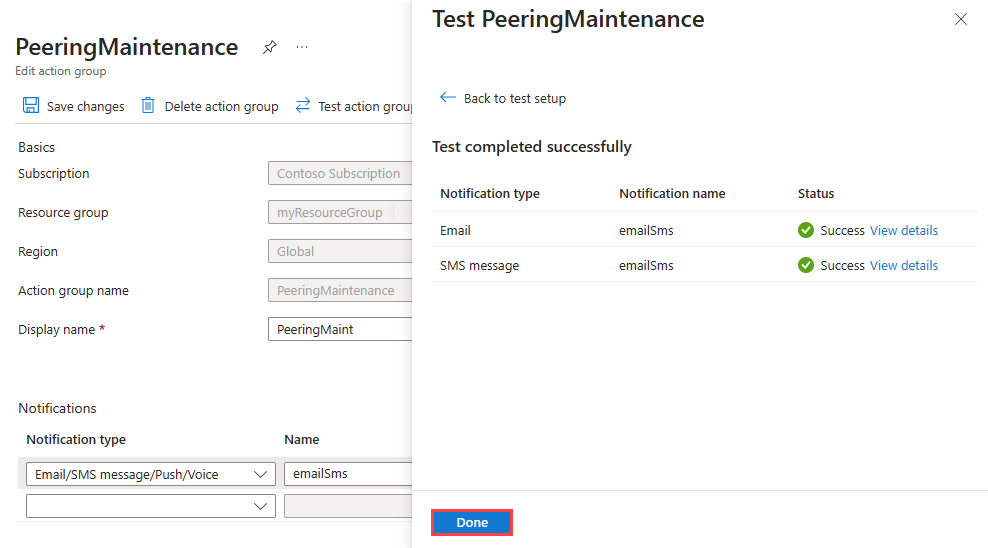 PeeringMaintenance
Edit action group
Save changes Delete action group Test action group
Basics
Subscription Contoso Subscription
Resource group myResourceGroup
Region Global
Action group name PeeringMaintenance
Display name * PeeringMaint
Notifications
Notification type Name
Email/SMS message/Push/Voice emailSms
Test PeeringMaintenance
Back to test setup
Test completed successfully
Notification type Notification name Status
Email emailSms Success View details
SMS message emailSms Success View details
Done